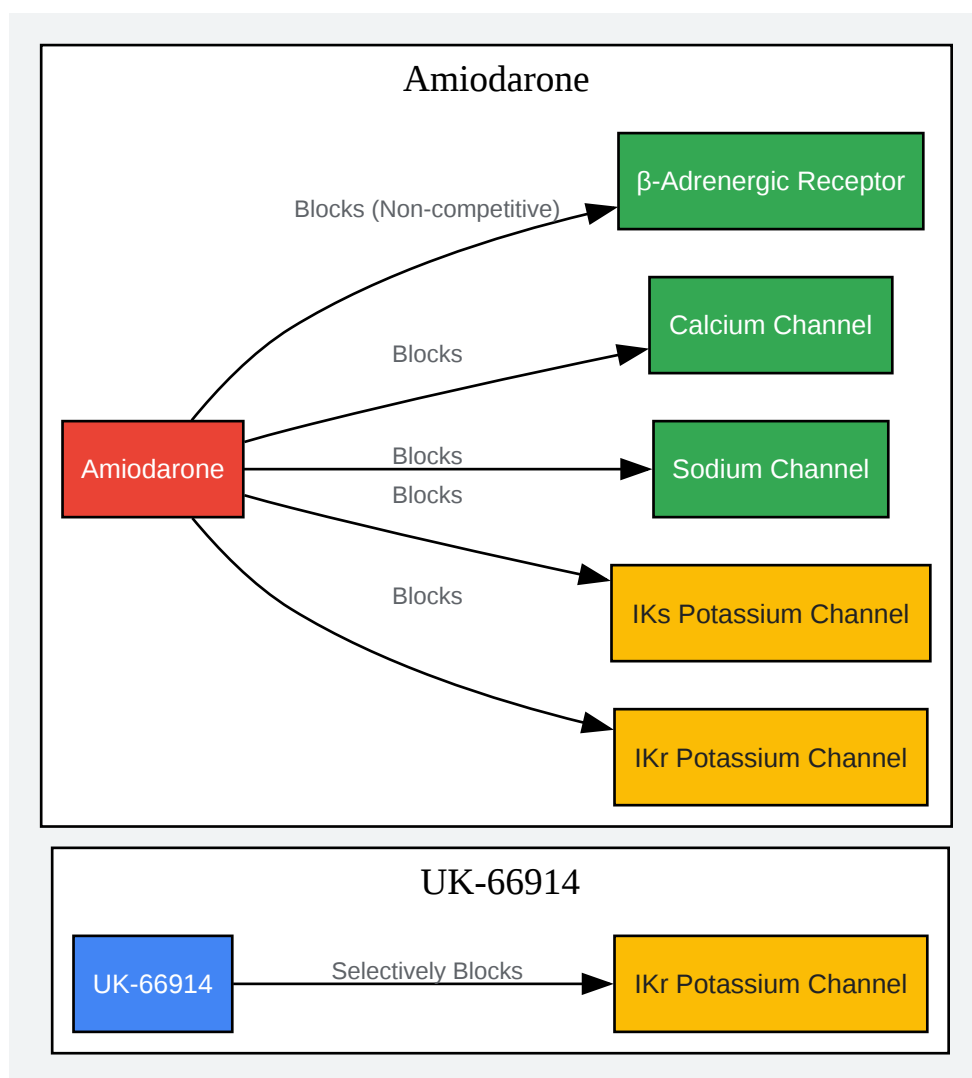 Amiodarone
β-Adrenergic Receptor
Blocks (Non-competitive)
Calcium Channel
Blocks
Amiodarone
Blocks
Sodium Channel
Blocks
IKs Potassium Channel
Blocks
IKr Potassium Channel
UK-66914
UK-66914
Selectively Blocks
IKr Potassium Channel